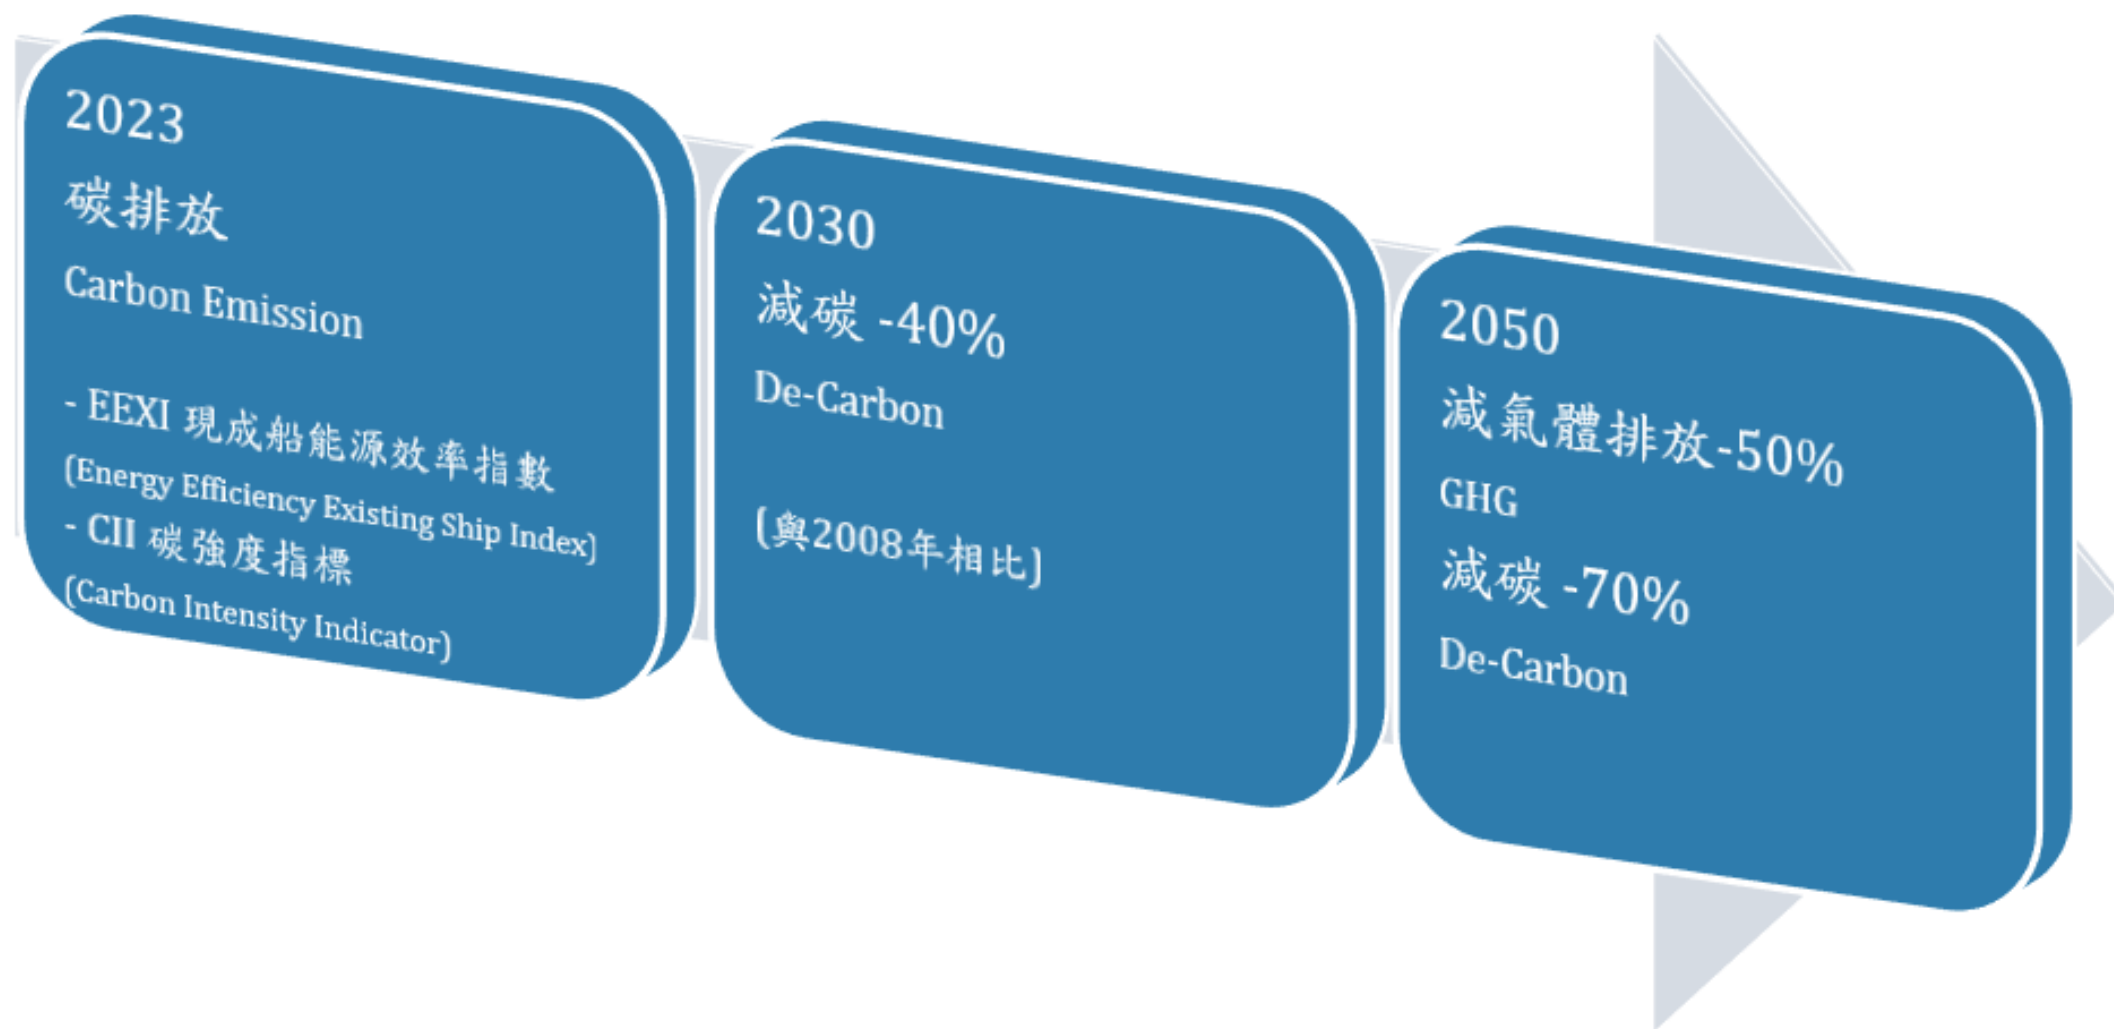 2023
碳排放
Carbon Emission
- EEXI 現成船能源效率指數
(Energy Efficiency Existing Ship Index)
- CII 碳強度指標
(Carbon Intensity Indicator)
2030
減碳 -40%
De-Carbon
(與2008年相比)
2050
減氣體排放-50%
GHG
減碳 -70%
De-Carbon